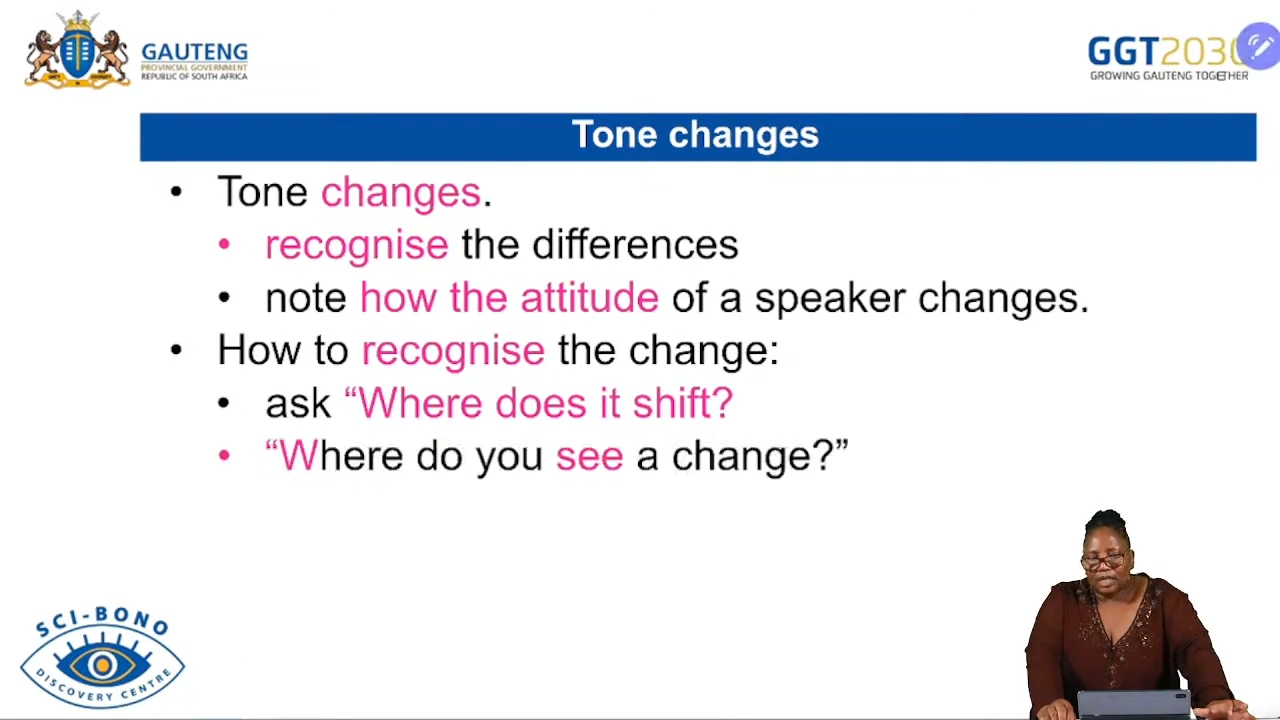 GAUTENG
PROVINCIAL GOVERNMENT
REPUBLIC OF SOUTH AFRICA
GGT2030
GROWING GAUTENG TOGETHER
Tone changes
• Tone changes.
• recognise the differences
• note how the attitude of a speaker changes.
• How to recognise the change:
• ask “Where does it shift?
• “Where do you see a change?”
SCI-BONO
DISCOVERY CENTRE